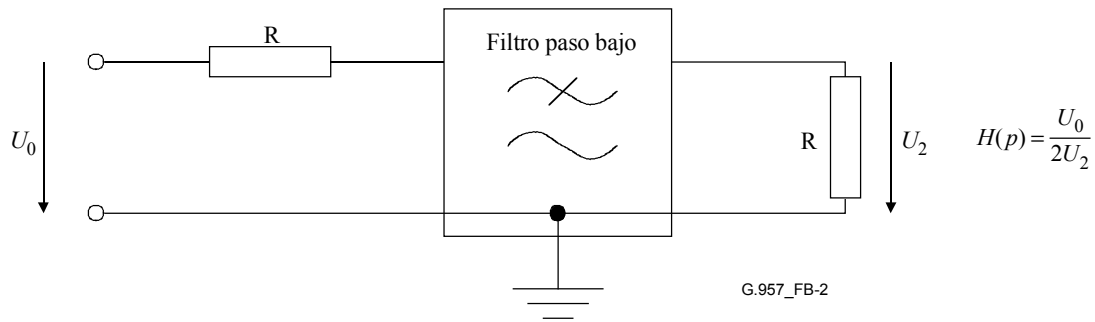 R
Filtro paso bajo
U0
R
U2
H(p) = U0 / 2U2
G.957_FB-2